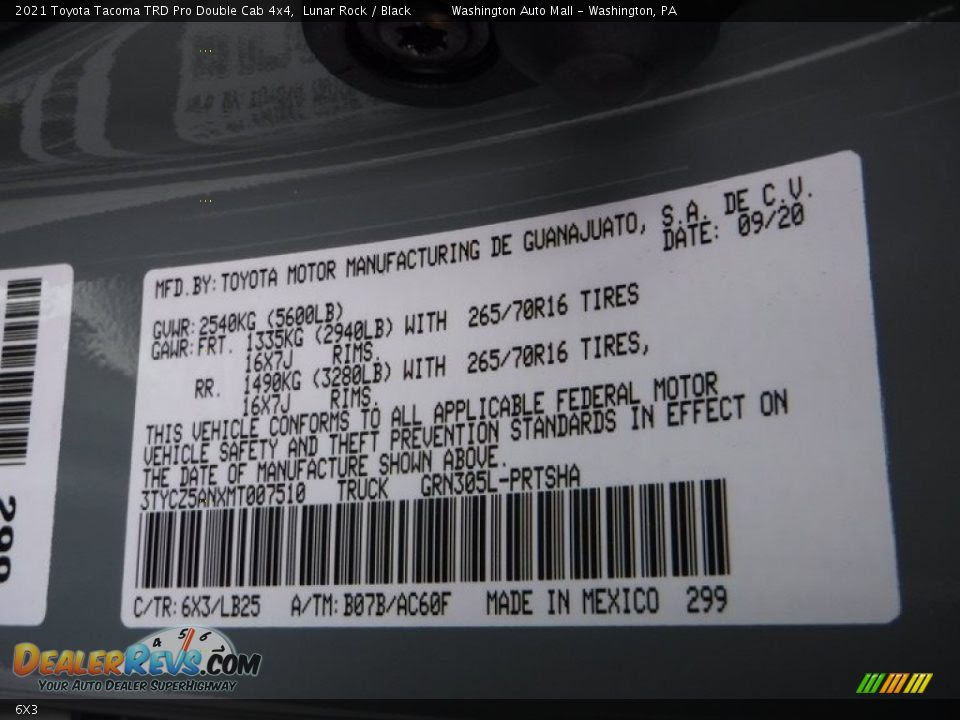 2021 Toyota Tacoma TRD Pro Double Cab 4x4, Lunar Rock / Black Washington Auto Mall - Washington, PA
MFD.BY:TOYOTA MOTOR MANUFACTURING DE GUANAJUATO, S.A. DE C.V.
DATE: 09/20
GVWR:2540KG (5600LB)
GAWR:FRT. 1335KG (2940LB) WITH 265/70R16 TIRES
16X7J RIMS.
RR. 1490KG (3280LB) WITH 265/70R16 TIRES,
16X7J RIMS.
THIS VEHICLE CONFORMS TO ALL APPLICABLE FEDERAL MOTOR
VEHICLE SAFETY AND THEFT PREVENTION STANDARDS IN EFFECT ON
THE DATE OF MANUFACTURE SHOWN ABOVE.
3TYCZ5ANXMT007510 TRUCK GRN305L-PRTSHA
C/TR:6X3/LB25 A/TM:B07B/AC60F MADE IN MEXICO 299
299
4 5 6
DealerRevs.com
Your Auto Dealer SuperHighway
6X3